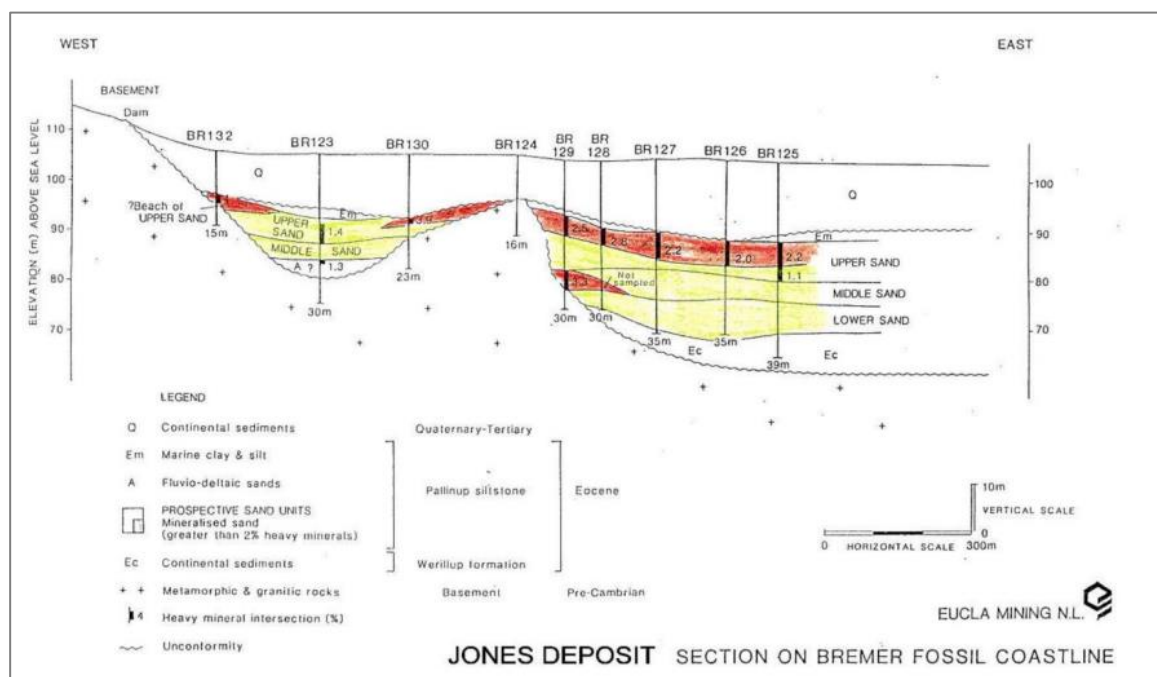 WEST
EAST
BASEMENT
Dam
BR132
BR123
BR130
BR124
BR
129
BR
128
BR127
BR126
BR125
ELEVATION (m) ABOVE SEA LEVEL
110
100
90
80
70
100
90
80
70
Q
Q
?Beach of
UPPER SAND
UPPER
SAND
1.4
Em
MIDDLE SAND
A ?
1.3
2.5
2.8
2.2
2.0
2.2
1.1
Em
UPPER SAND
MIDDLE SAND
LOWER SAND
Not
sampled
Ec
Ec
15m
30m
23m
16m
30m
30m
35m
35m
39m
LEGEND
Q Continental sediments Quaternary-Tertiary
Em Marine clay & silt
A Fluvio-deltaic sands Pallinup siltstone Eocene
PROSPECTIVE SAND UNITS
Mineralised sand
(greater than 2% heavy minerals)
Ec Continental sediments Werillup formation
+ + Metamorphic & granitic rocks Basement Pre-Cambrian
4 Heavy mineral intersection (%)
Unconformity
10m
VERTICAL SCALE
0
0 HORIZONTAL SCALE 300m
EUCLA MINING N.L.
JONES DEPOSIT SECTION ON BREMER FOSSIL COASTLINE